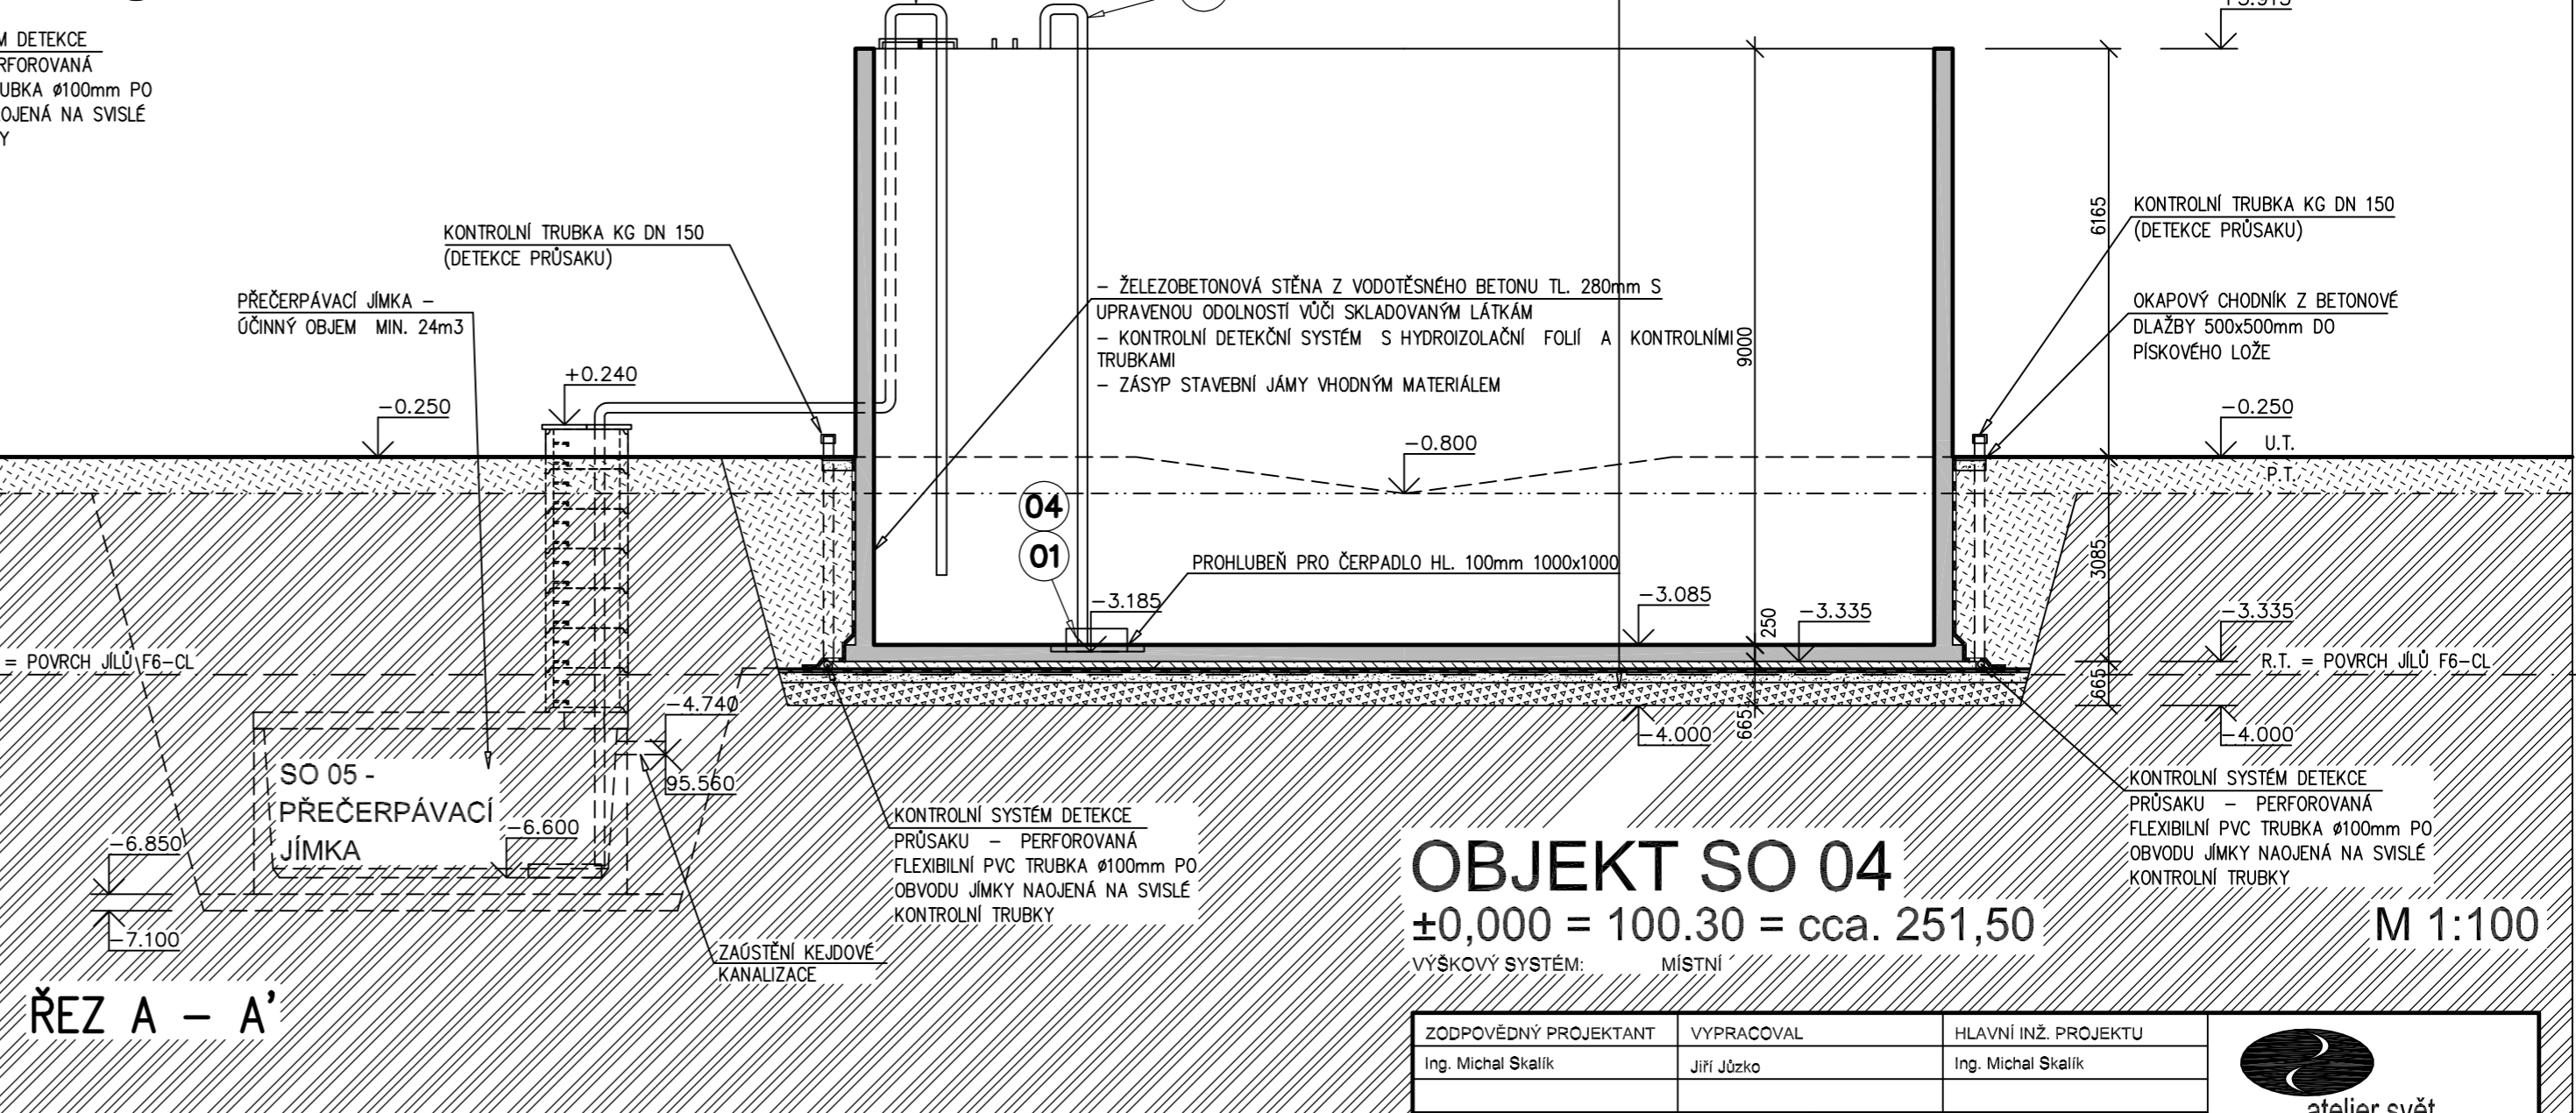 M DETEKCE
RFOROVANÁ
UBKA ø100mm PO
OJENÁ NA SVISLÉ
Y
KONTROLNÍ TRUBKA KG DN 150
(DETEKCE PRŮSAKU)
PŘEČERPÁVACÍ JÍMKA –
ÚČINNÝ OBJEM MIN. 24m3
+0.240
-0.250
– ŽELEZOBETONOVÁ STĚNA Z VODOTĚSNÉHO BETONU TL. 280mm S
UPRAVENOU ODOLNOSTÍ VŮČI SKLADOVANÝM LÁTKÁM
– KONTROLNÍ DETEKČNÍ SYSTÉM S HYDROIZOLAČNÍ FOLIÍ A KONTROLNÍMI
TRUBKAMI
– ZÁSYP STAVEBNÍ JÁMY VHODNÝM MATERIÁLEM
9000
6165
KONTROLNÍ TRUBKA KG DN 150
(DETEKCE PRŮSAKU)
OKAPOVÝ CHODNÍK Z BETONOVÉ
DLAŽBY 500x500mm DO
PÍSKOVÉHO LOŽE
-0.250
U.T.
P.T.
-0.800
04
01
PROHLUBEŇ PRO ČERPADLO HL. 100mm 1000x1000
-3.185
-3.085
250
-3.335
3085
-3.335
= POVRCH JÍLŮ F6-CL
R.T. = POVRCH JÍLŮ F6-CL
665
665
-4.000
-4.000
-4.740
95.560
SO 05 -
PŘEČERPÁVACÍ
JÍMKA
-6.600
-6.850
-7.100
KONTROLNÍ SYSTÉM DETEKCE
PRŮSAKU – PERFOROVANÁ
FLEXIBILNÍ PVC TRUBKA ø100mm PO
OBVODU JÍMKY NAOJENÁ NA SVISLÉ
KONTROLNÍ TRUBKY
KONTROLNÍ SYSTÉM DETEKCE
PRŮSAKU – PERFOROVANÁ
FLEXIBILNÍ PVC TRUBKA ø100mm PO
OBVODU JÍMKY NAOJENÁ NA SVISLÉ
KONTROLNÍ TRUBKY
ZAÚSTĚNÍ KEJDOVÉ
KANALIZACE
OBJEKT SO 04
±0,000 = 100.30 = cca. 251,50
VÝŠKOVÝ SYSTÉM: MÍSTNÍ
M 1:100
ŘEZ A – A'
ZODPOVĚDNÝ PROJEKTANT VYPRACOVAL HLAVNÍ INŽ. PROJEKTU
Ing. Michal Skalík Jiří Jůzko Ing. Michal Skalík
atelier svět